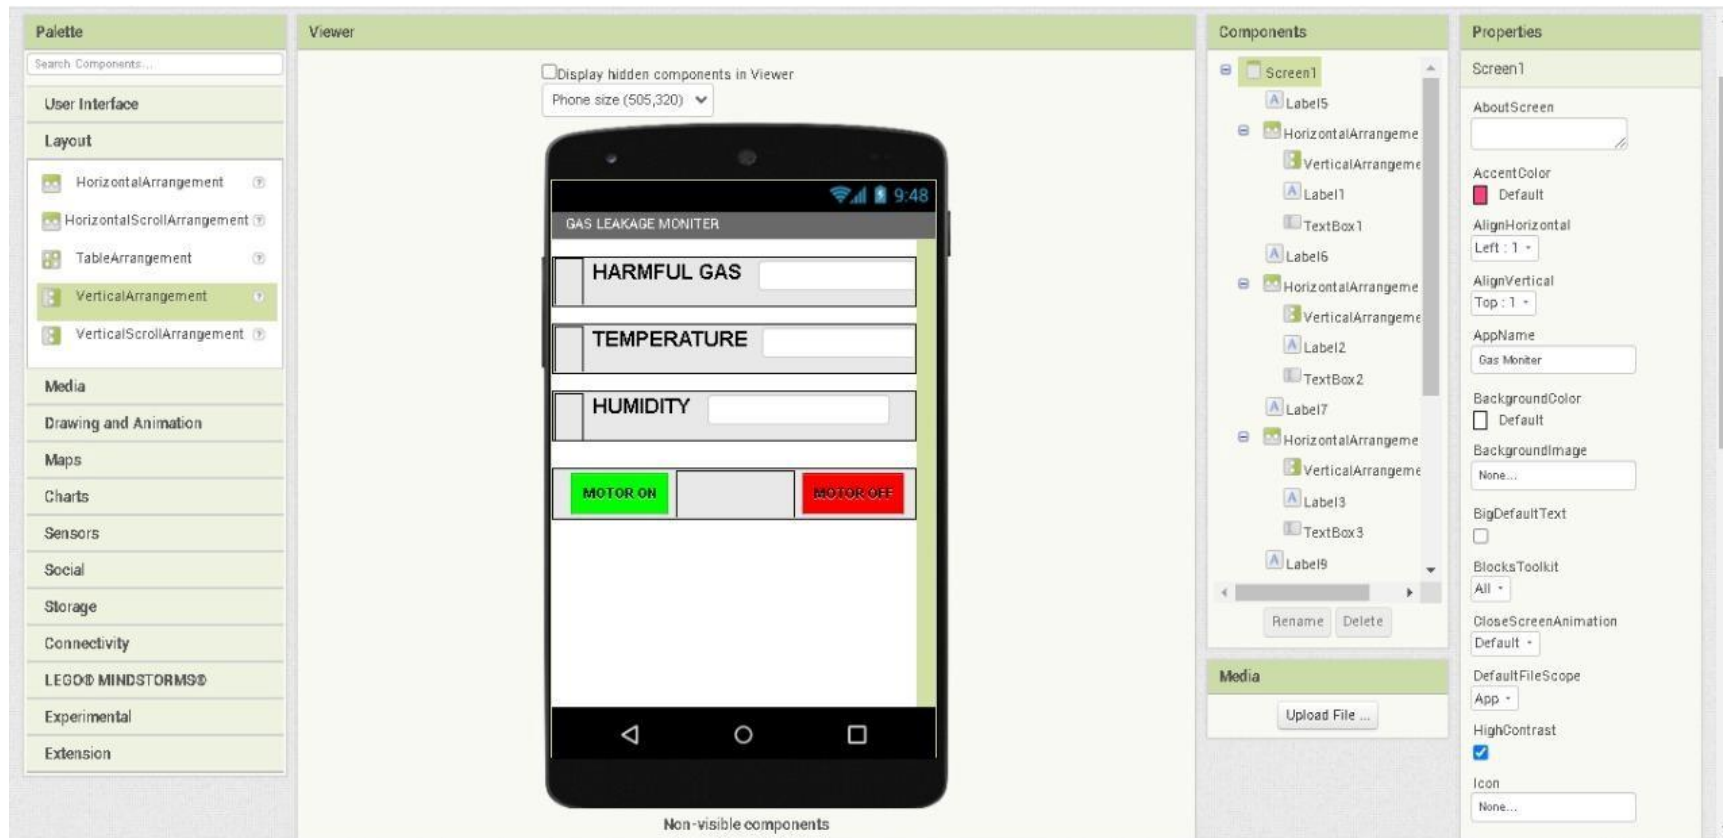 Palette
Search Components...
User Interface
Layout
HorizontalArrangement
HorizontalScrollArrangement
TableArrangement
VerticalArrangement
VerticalScrollArrangement
Media
Drawing and Animation
Maps
Charts
Sensors
Social
Storage
Connectivity
LEGO® MINDSTORMS®
Experimental
Extension
Viewer
Display hidden components in Viewer
Phone size (505,320)
9:48
GAS LEAKAGE MONITER
HARMFUL GAS
TEMPERATURE
HUMIDITY
MOTOR ON
MOTOR OFF
Non-visible components
Components
Screen1
Label5
HorizontalArrangeme
VerticalArrangeme
Label1
TextBox1
Label6
HorizontalArrangeme
VerticalArrangeme
Label2
TextBox2
Label7
HorizontalArrangeme
VerticalArrangeme
Label3
TextBox3
Label9
Rename Delete
Media
Upload File ...
Properties
Screen1
AboutScreen
AccentColor
Default
AlignHorizontal
Left : 1
AlignVertical
Top : 1
AppName
Gas Moniter
BackgroundColor
Default
BackgroundImage
None...
BigDefaultText
BlocksToolkit
All
CloseScreenAnimation
Default
DefaultFileScope
App
HighContrast
Icon
None...